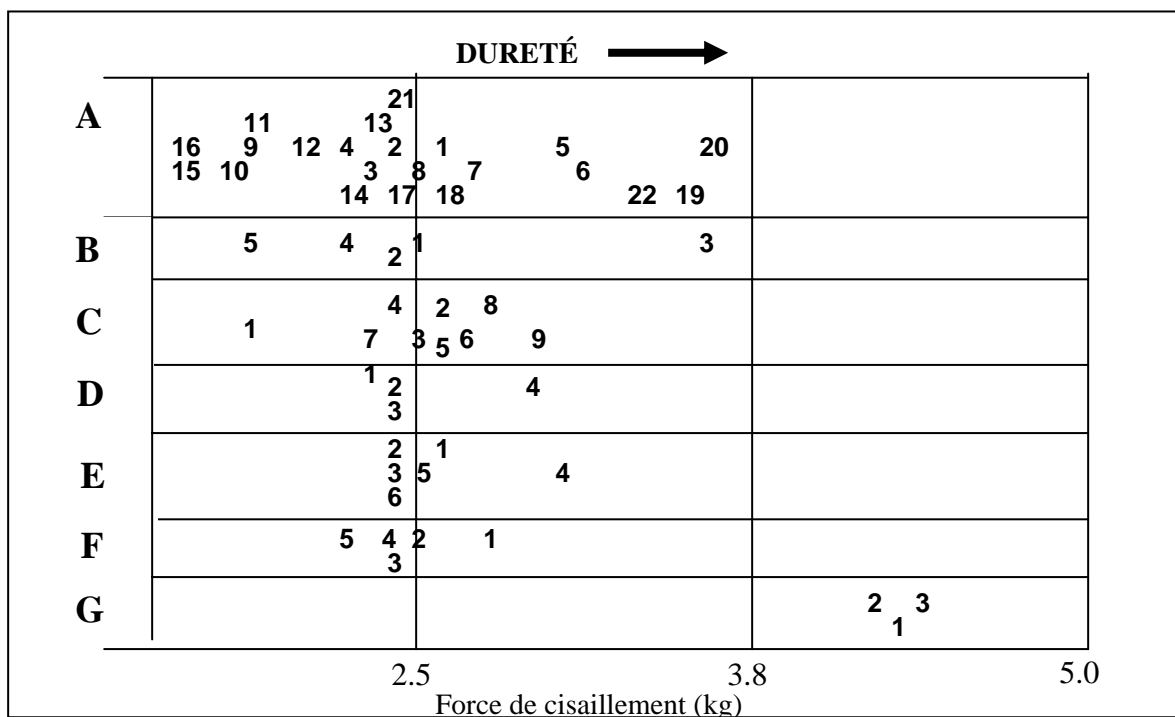 DURETÉ
21
A
11 13
16 9 12 4 2 1 5 20
15 10 3 8 7 6
14 17 18 22 19
B
5 4 1 3
2
4 2 8
C
1
7 3 6 9
5
1
D
2 4
3
2 1
E
3 5 4
6
F
5 4 2 1
3
G
2 3
1
2.5 3.8 5.0
Force de cisaillement (kg)